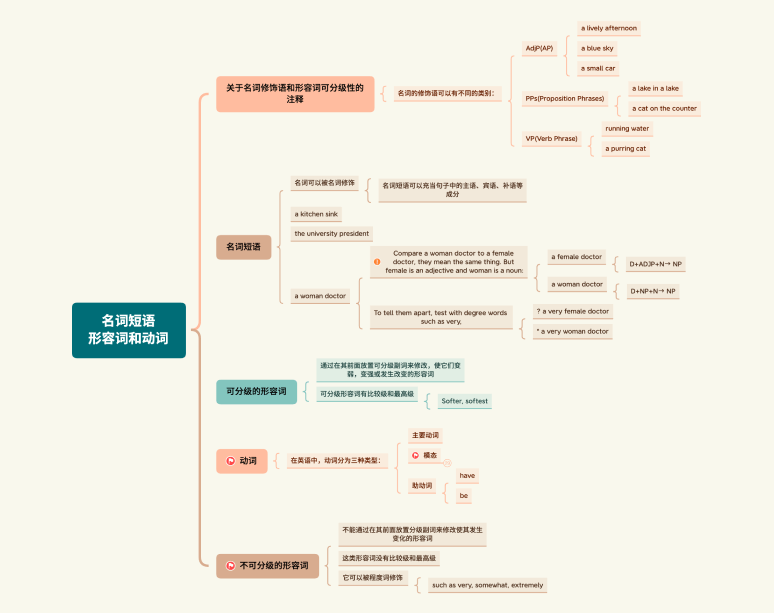 名词短语
形容词和动词
关于名词修饰语和形容词可分级性的
注释
名词的修饰语可以有不同的类别：
AdjP(AP)
a lively afternoon
a blue sky
a small car
PPs(Proposition Phrases)
a lake in a lake
a cat on the counter
VP(Verb Phrase)
running water
a purring cat
名词短语
名词可以被名词修饰
名词短语可以充当句子中的主语、宾语、补语等
成分
a kitchen sink
the university president
a woman doctor
Compare a woman doctor to a female
doctor, they mean the same thing. But
female is an adjective and woman is a noun:
a female doctor
D+ADJP+N→ NP
a woman doctor
D+NP+N→ NP
To tell them apart, test with degree words
such as very,
? a very female doctor
* a very woman doctor
可分级的形容词
通过在其前面放置可分级副词来修改，使它们变
弱，变强或发生改变的形容词
可分级形容词有比较级和最高级
Softer, softest
动词
在英语中，动词分为三种类型：
主要动词
模态
助动词
have
be
不可分级的形容词
不能通过在其前面放置分级副词来修改使其发生
变化的形容词
这类形容词没有比较级和最高级
它可以被程度词修饰
such as very, somewhat, extremely